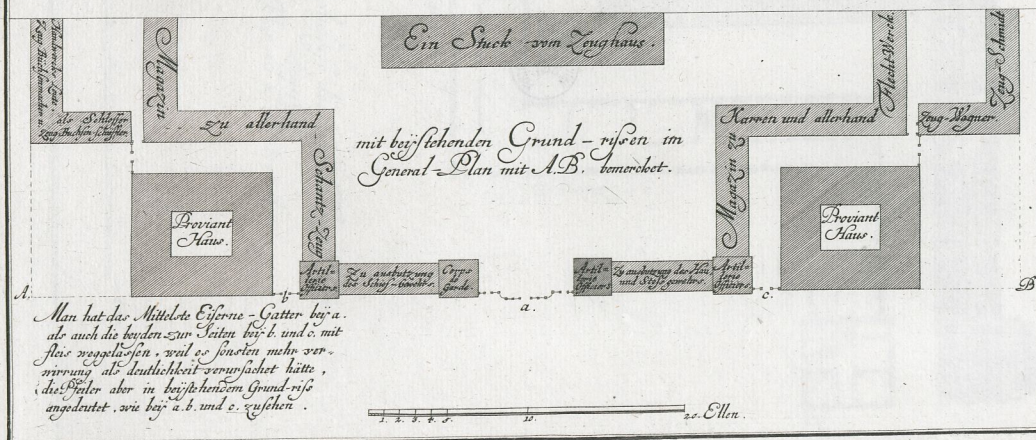 Ein Stuck vom Zeughaus.
Magazin
zu allerhand
Schantz-Zeug
als Schlosser
Zeug-Buchsen-schäffter,
Flecht-Werck.
Karren und allerhand
Magazin zu
Zeug-Schmidt
Zeug-Wagner.
mit beÿstehenden Grund-rissen im
General-Plan mit A.B. bemercket.
Proviant
Haus.
Proviant
Haus.
Artil=
lerie
Officiers
Zu ausbutzung
des Schieß-Gewehrs.
Corps
de
Garde.
Artil=
lerie
Officiers
Zu ausbutzung des Hau,
und Stoß gewehrs.
Artil=
lerie
Officiers.
A.
b.
a.
c.
B
Man hat das Mittelste Eiserne-Gatter beÿ a.
als auch die beyden zur Seiten beÿ b. und c. mit
fleis weggelassen, weil es sonsten mehr ver=
wirrung als deutlichkeit verursachet hätte,
die Pfeiler aber in beÿstehendem Grund-riss
angedeutet, wie beÿ a. b. und c. zusehen.
1. 2. 3. 4. 5. 10. 20. Ellen.